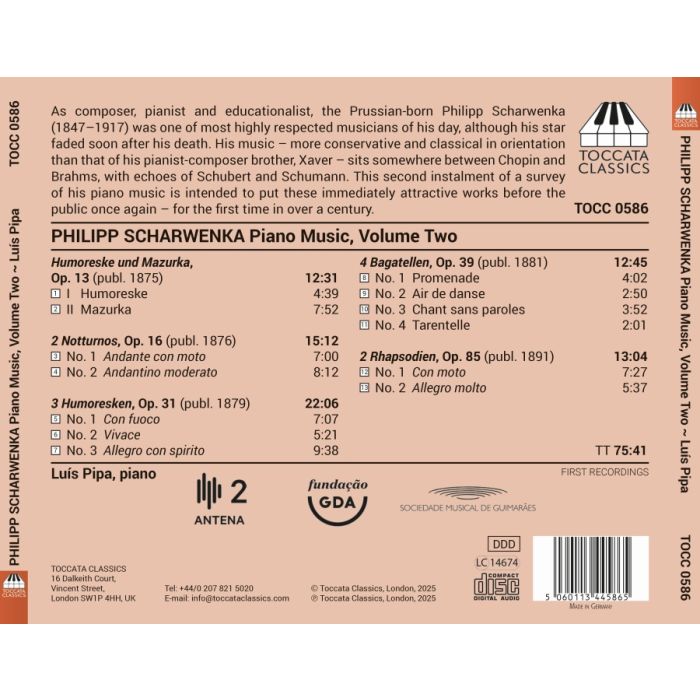 TOCC 0586
PHILIPP SCHARWENKA Piano Music, Volume Two ~ Luís Pipa
TOCCATA
CLASSICS
As composer, pianist and educationalist, the Prussian-born Philipp Scharwenka
(1847–1917) was one of most highly respected musicians of his day, although his star
faded soon after his death. His music – more conservative and classical in orientation
than that of his pianist-composer brother, Xaver – sits somewhere between Chopin and
Brahms, with echoes of Schubert and Schumann. This second instalment of a survey
of his piano music is intended to put these immediately attractive works before the
public once again – for the first time in over a century.
TOCCATA
CLASSICS
TOCC 0586
PHILIPP SCHARWENKA Piano Music, Volume Two
Humoreske und Mazurka,
Op. 13 (publ. 1875) 12:31
1 I Humoreske 4:39
2 II Mazurka 7:52
2 Notturnos, Op. 16 (publ. 1876) 15:12
3 No. 1 Andante con moto 7:00
4 No. 2 Andantino moderato 8:12
3 Humoresken, Op. 31 (publ. 1879) 22:06
5 No. 1 Con fuoco 7:07
6 No. 2 Vivace 5:21
7 No. 3 Allegro con spirito 9:38
4 Bagatellen, Op. 39 (publ. 1881) 12:45
8 No. 1 Promenade 4:02
9 No. 2 Air de danse 2:50
10 No. 3 Chant sans paroles 3:52
11 No. 4 Tarentelle 2:01
2 Rhapsodien, Op. 85 (publ. 1891) 13:04
12 No. 1 Con moto 7:27
13 No. 2 Allegro molto 5:37
TT 75:41
Luís Pipa, piano
FIRST RECORDINGS
2
ANTENA
fundação
GDA
SOCIEDADE MUSICAL DE GUIMARÃES
TOCCATA CLASSICS
16 Dalkeith Court,
Vincent Street,
London SW1P 4HH, UK
Tel: +44/0 207 821 5020
E-mail: info@toccataclassics.com
© Toccata Classics, London, 2025
℗ Toccata Classics, London, 2025
DDD
LC 14674
COMPACT
disc
DIGITAL AUDIO
5 060113 445865
MADE IN GERMANY
TOCCATA
CLASSICS
PHILIPP SCHARWENKA Piano Music, Volume Two ~ Luís Pipa
TOCC 0586